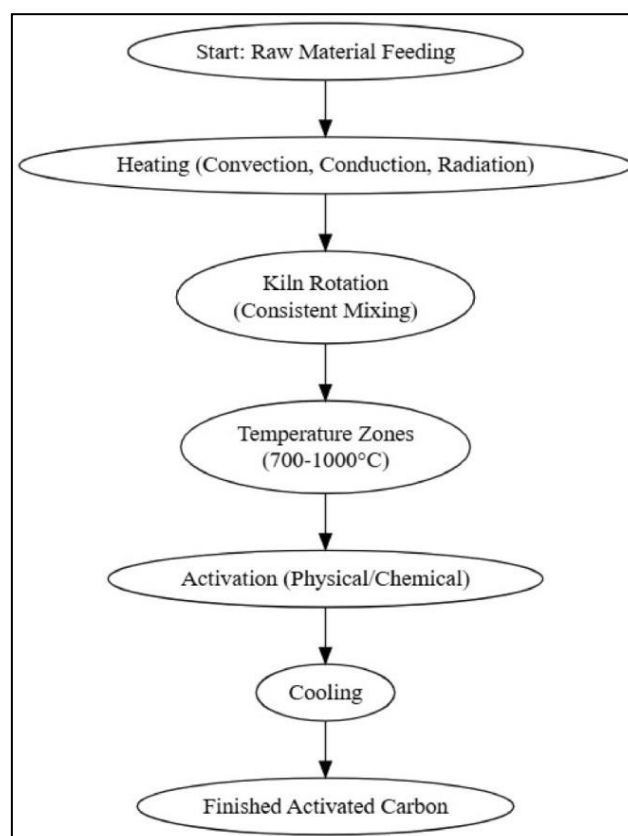 Start: Raw Material Feeding
Heating (Convection, Conduction, Radiation)
Kiln Rotation
(Consistent Mixing)
Temperature Zones
(700-1000°C)
Activation (Physical/Chemical)
Cooling
Finished Activated Carbon